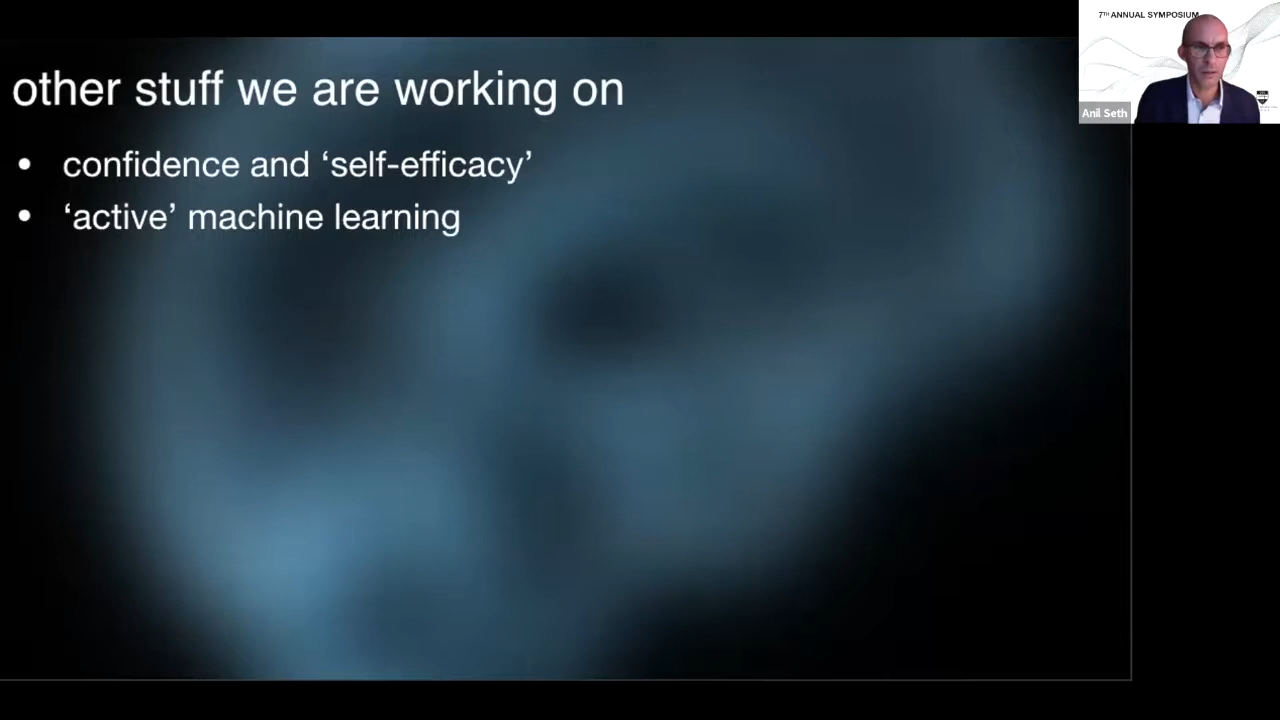 other stuff we are working on
• confidence and ‘self-efficacy’
• ‘active’ machine learning
7TH ANNUAL SYMPOSIUM
Anil Seth